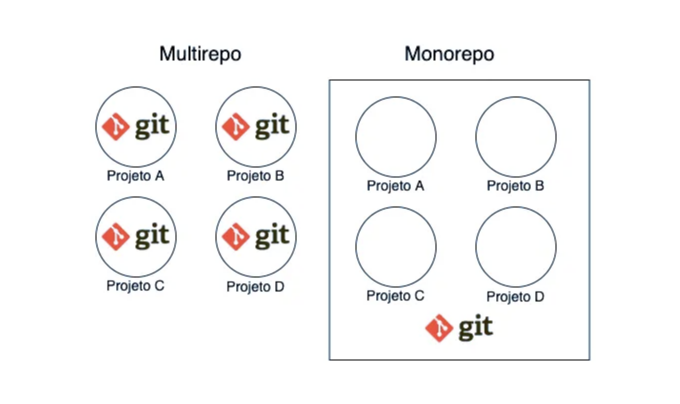 Multirepo
Monorepo
git
git
Projeto A
Projeto B
git
git
Projeto C
Projeto D
Projeto A
Projeto B
Projeto C
Projeto D
git